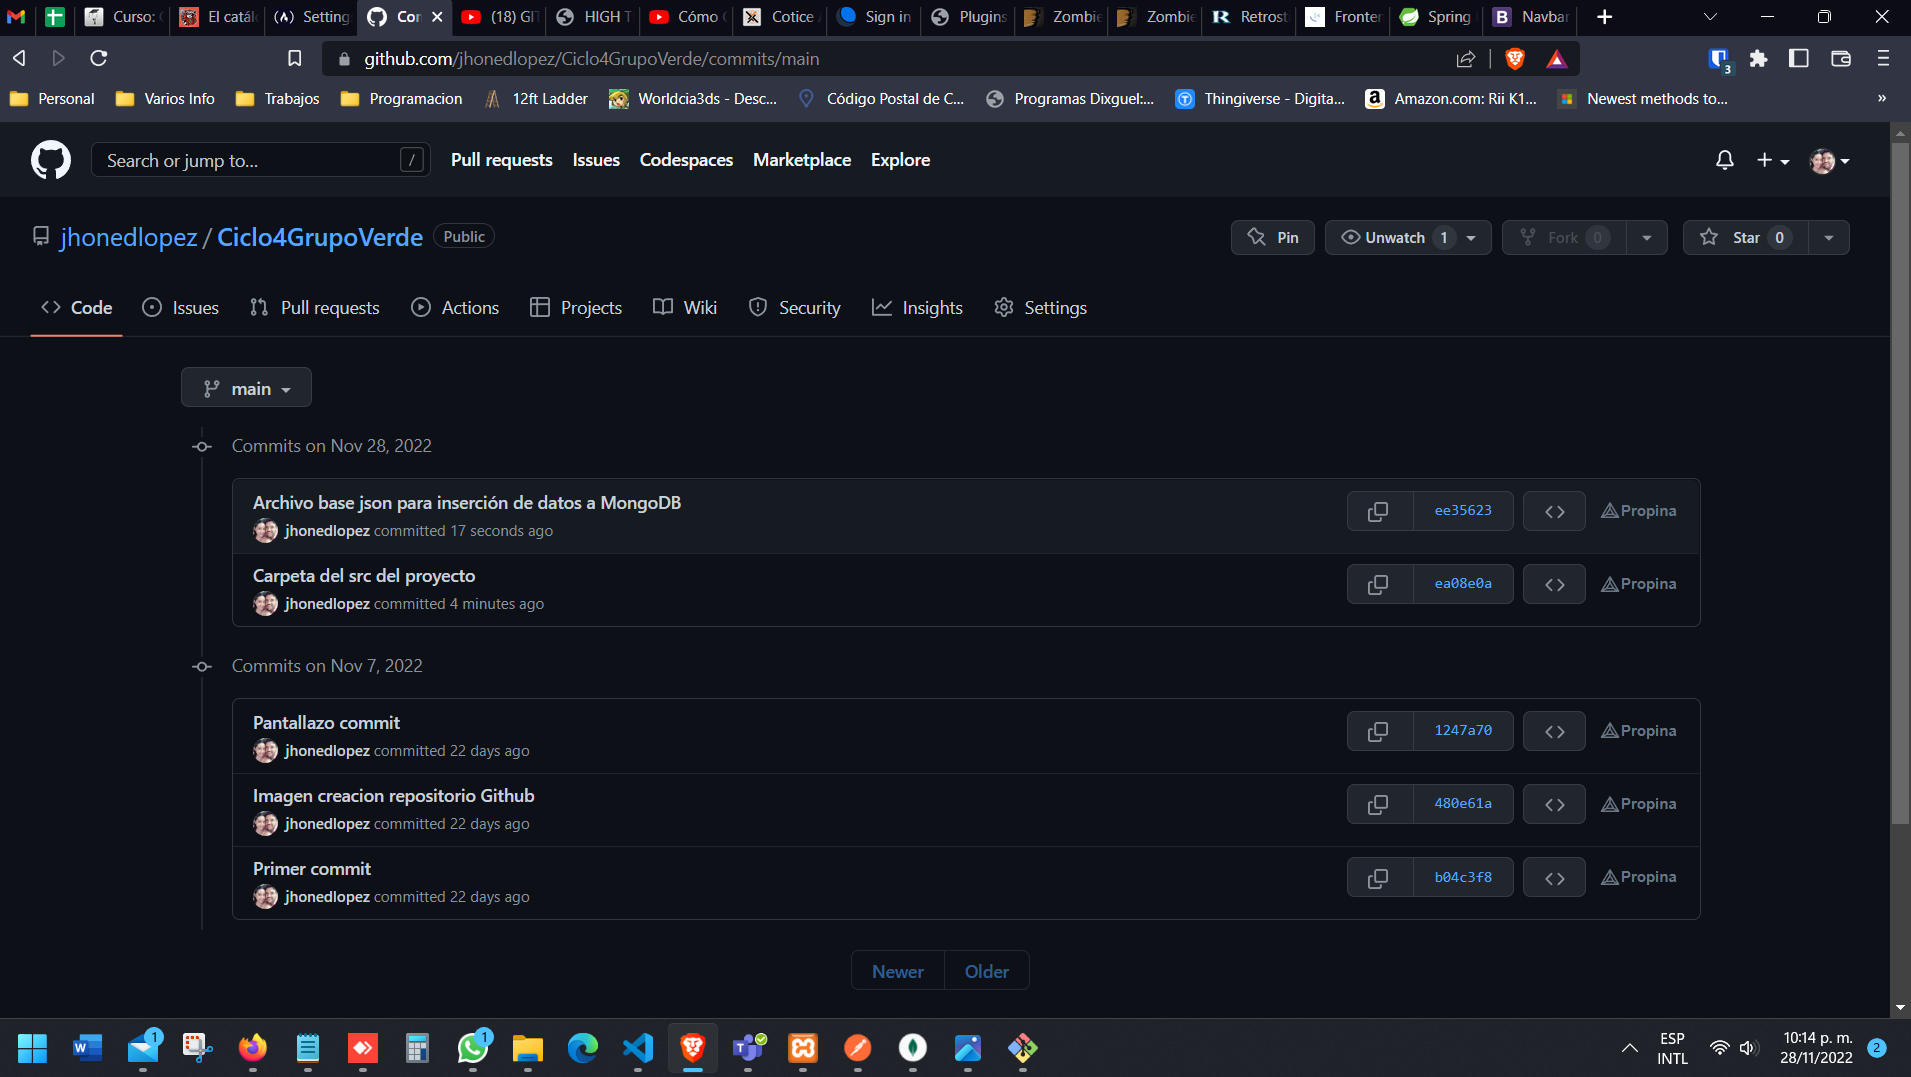 Curso:
El catál
Setting
Con
(18) GIT
HIGH T
Cómo
Cotice
Sign in
Plugins
Zombie
Zombie
Retrost
Fronter
Spring
Navbar
github.com/jhonedlopez/Ciclo4GrupoVerde/commits/main
3
Personal
Varios Info
Trabajos
Programacion
12ft Ladder
Worldcia3ds - Desc...
Código Postal de C...
Programas Dixguel:...
Thingiverse - Digita...
Amazon.com: Rii K1...
Newest methods to...
»
Search or jump to...
/
Pull requests
Issues
Codespaces
Marketplace
Explore
jhonedlopez / Ciclo4GrupoVerde
Public
Pin
Unwatch 1
Fork 0
Star 0
Code
Issues
Pull requests
Actions
Projects
Wiki
Security
Insights
Settings
main
Commits on Nov 28, 2022
Archivo base json para inserción de datos a MongoDB
jhonedlopez committed 17 seconds ago
ee35623
Propina
Carpeta del src del proyecto
jhonedlopez committed 4 minutes ago
ea08e0a
Propina
Commits on Nov 7, 2022
Pantallazo commit
jhonedlopez committed 22 days ago
1247a70
Propina
Imagen creacion repositorio Github
jhonedlopez committed 22 days ago
480e61a
Propina
Primer commit
jhonedlopez committed 22 days ago
b04c3f8
Propina
Newer
Older
1
1
ESP
INTL
10:14 p. m.
28/11/2022
2